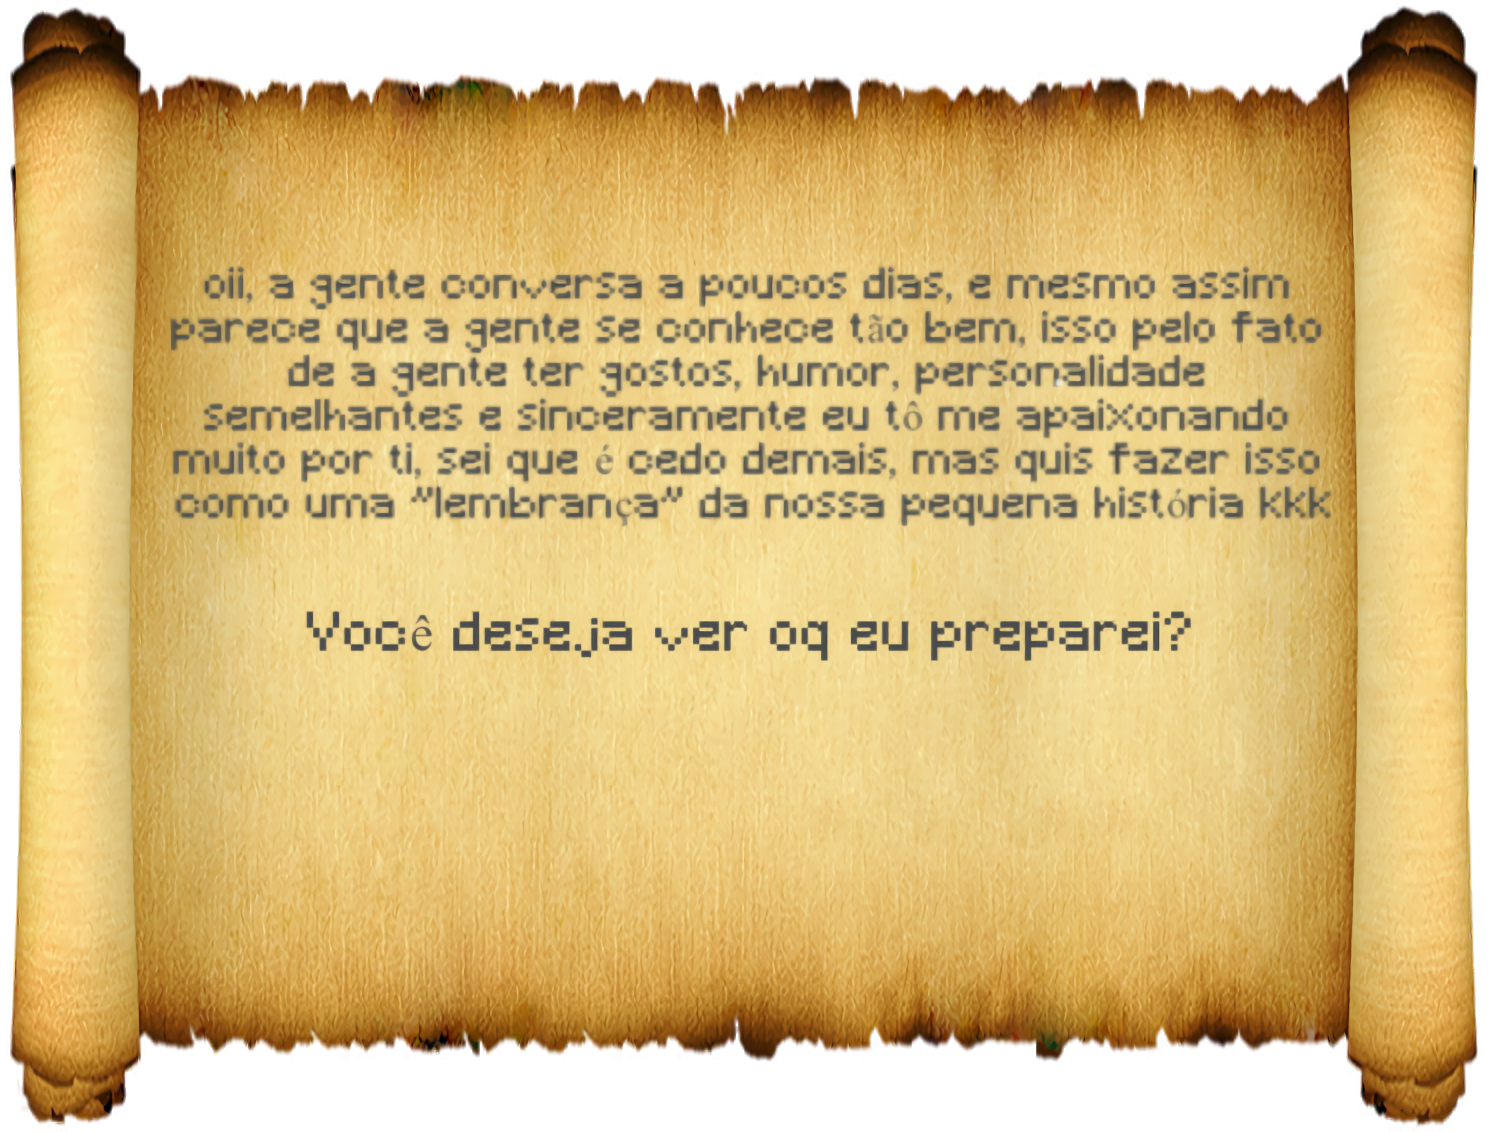 oii, a gente conversa a poucos dias, e mesmo assim
parece que a gente se conhece tão bem, isso pelo fato
de a gente ter gostos, humor, personalidade
semelhantes e sinceramente eu tô me apaixonando
muito por ti, sei que é cedo demais, mas quis fazer isso
como uma "lembrança" da nossa pequena história kkk
Você deseja ver oq eu preparei?